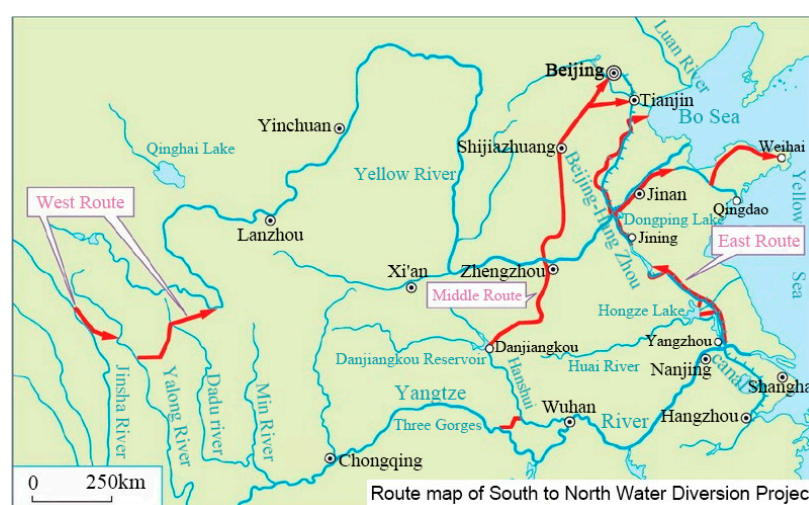 Beijing
Luan River
Tianjin
Bo Sea
Yinchuan
Qinghai Lake
Shijiazhuang
Weihai
Yellow River
Beijing-Hang Zhou
West Route
Jinan
Qingdao
Yellow
Dongping Lake
Lanzhou
Jining
East Route
Xi'an
Zhengzhou
Sea
Middle Route
Hongze Lake
Danjiangkou Reservoir
Danjiangkou
Yangzhou
Huai River
Nanjing
canal
Jinsha River
Yalong River
Dadu river
Min River
Hanshui
Yangtze
Shangha
Three Gorges
Wuhan
River
Hangzhou
Chongqing
0 250km
Route map of South to North Water Diversion Projec